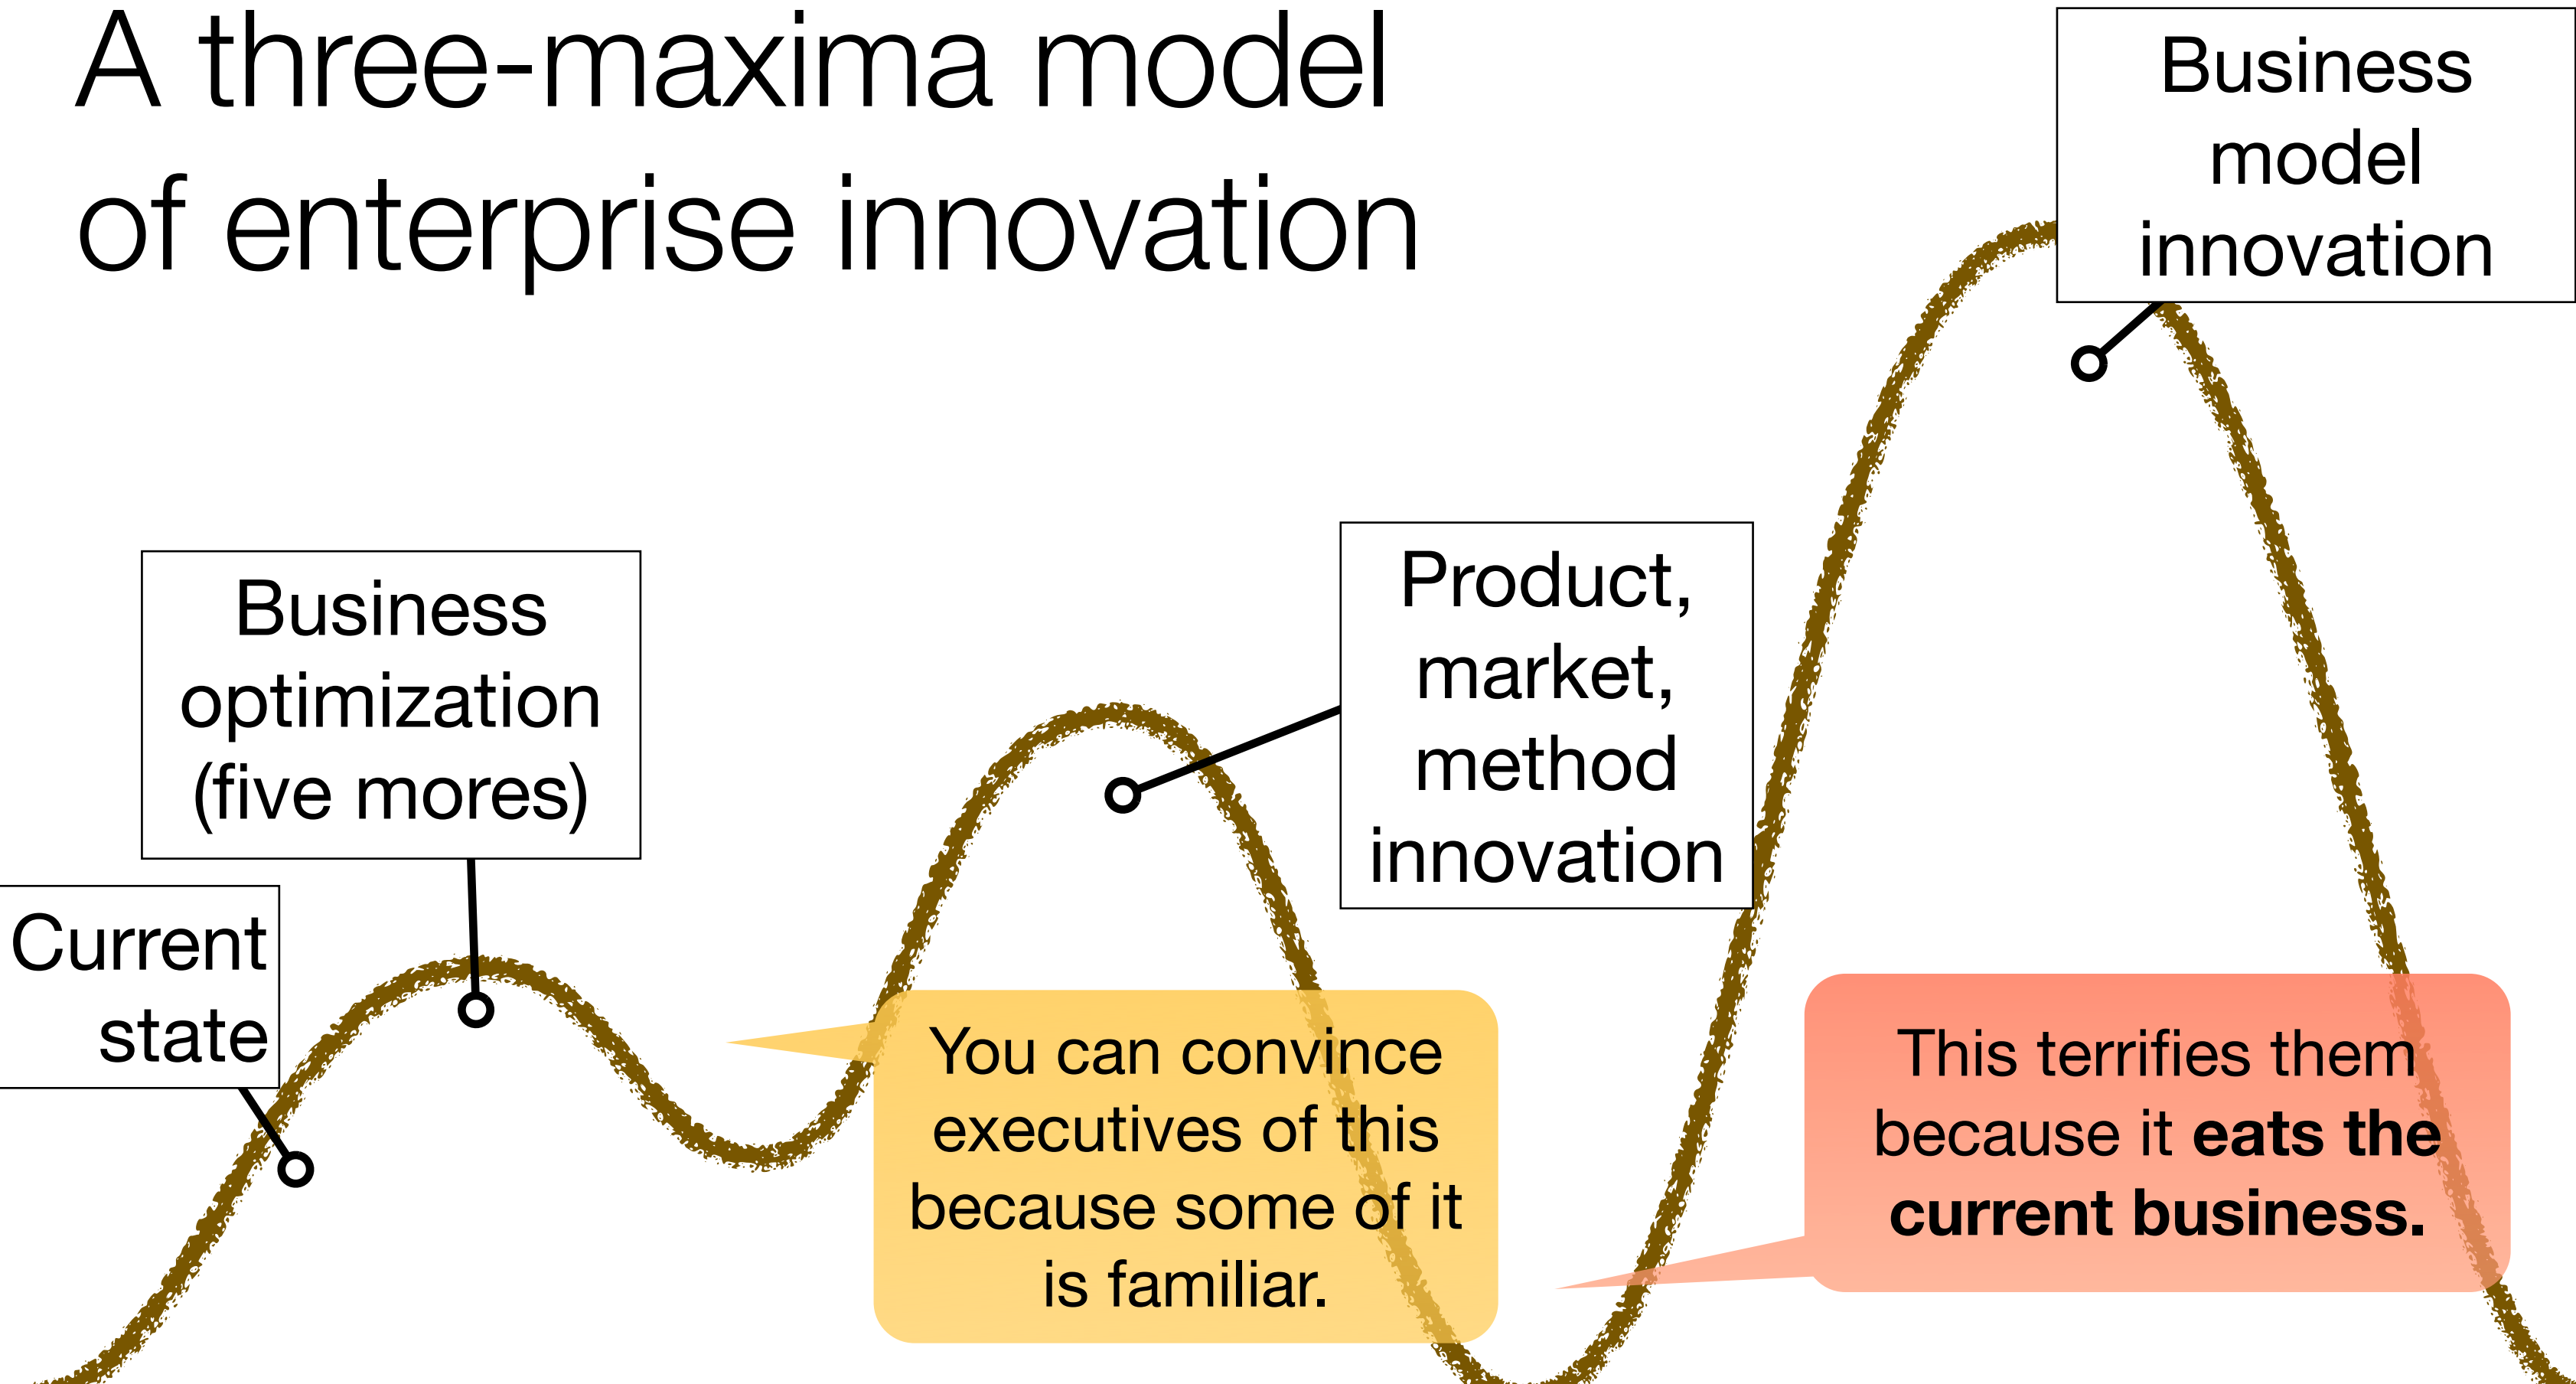 A three-maxima model
of enterprise innovation
Business
model
innovation
Business
optimization
(five mores)
Product,
market,
method
innovation
Current
state
You can convince
executives of this
because some of it
is familiar.
This terrifies them
because it eats the
current business.